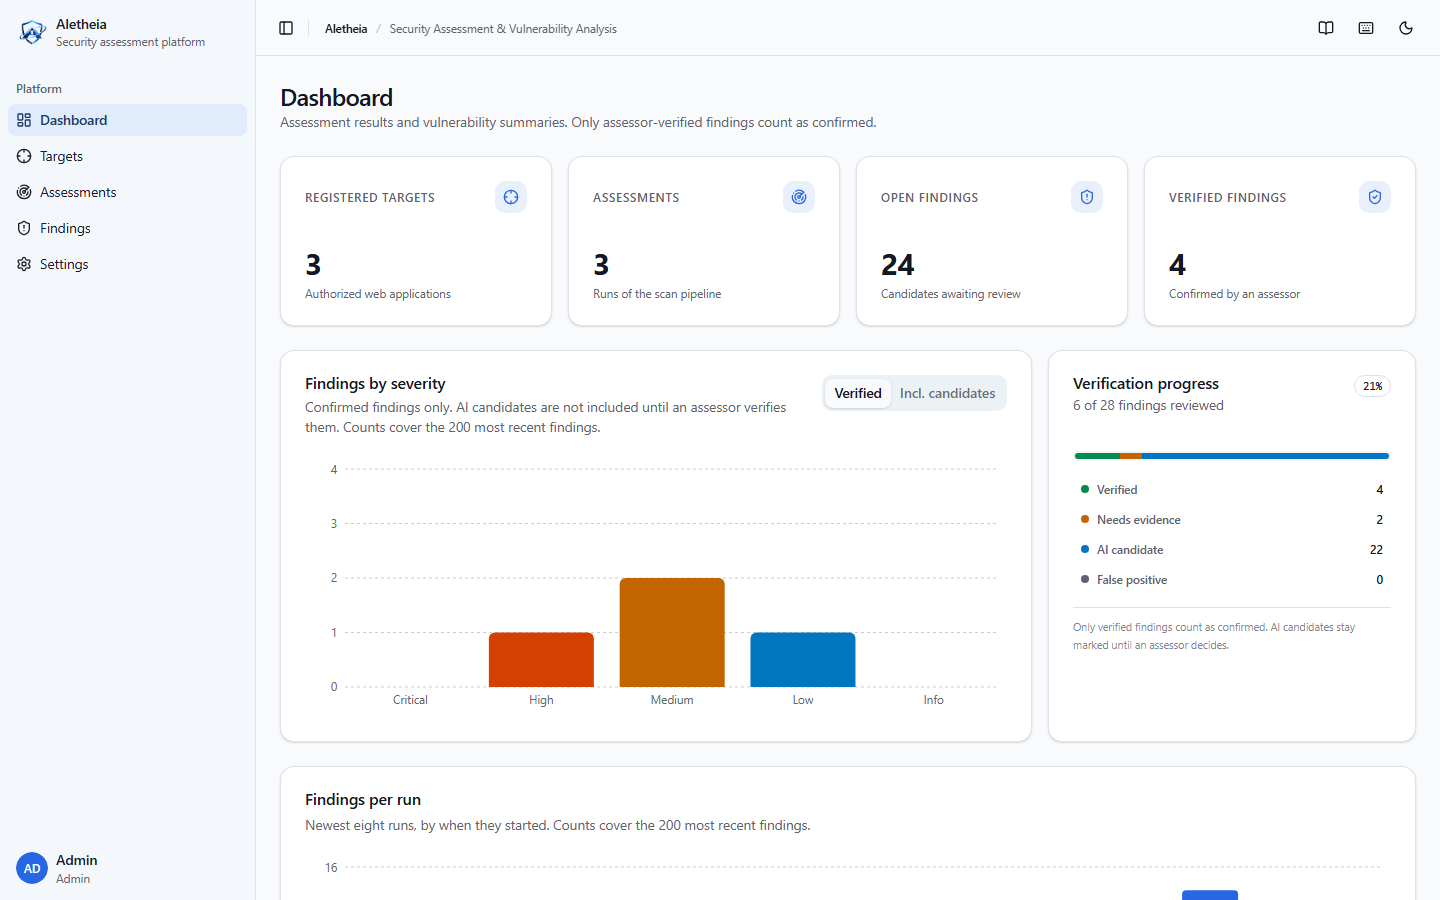 Aletheia
Security assessment platform
Platform
Dashboard
Targets
Assessments
Findings
Settings
AD
Admin
Admin
Aletheia / Security Assessment & Vulnerability Analysis
Dashboard
Assessment results and vulnerability summaries. Only assessor-verified findings count as confirmed.
REGISTERED TARGETS
3
Authorized web applications
ASSESSMENTS
3
Runs of the scan pipeline
OPEN FINDINGS
24
Candidates awaiting review
VERIFIED FINDINGS
4
Confirmed by an assessor
Findings by severity
Confirmed findings only. AI candidates are not included until an assessor verifies
them. Counts cover the 200 most recent findings.
Verified Incl. candidates
4
3
2
1
0
Critical High Medium Low Info
Verification progress
21%
6 of 28 findings reviewed
Verified 4
Needs evidence 2
AI candidate 22
False positive 0
Only verified findings count as confirmed. AI candidates stay
marked until an assessor decides.
Findings per run
Newest eight runs, by when they started. Counts cover the 200 most recent findings.
16